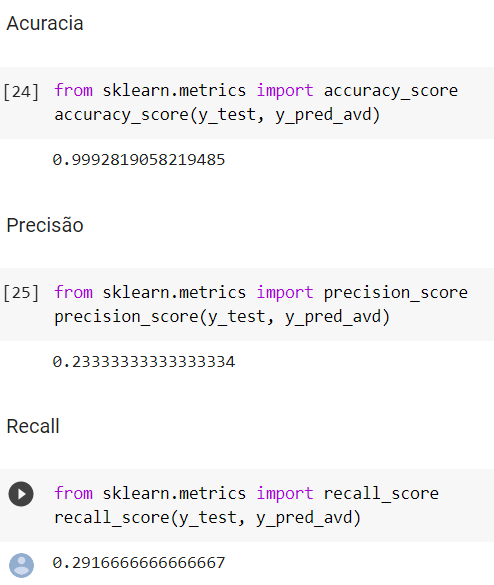 Acuracia
[24] from sklearn.metrics import accuracy_score
accuracy_score(y_test, y_pred_avd)
0.9992819058219485
Precisão
[25] from sklearn.metrics import precision_score
precision_score(y_test, y_pred_avd)
0.23333333333333334
Recall
from sklearn.metrics import recall_score
recall_score(y_test, y_pred_avd)
0.2916666666666667